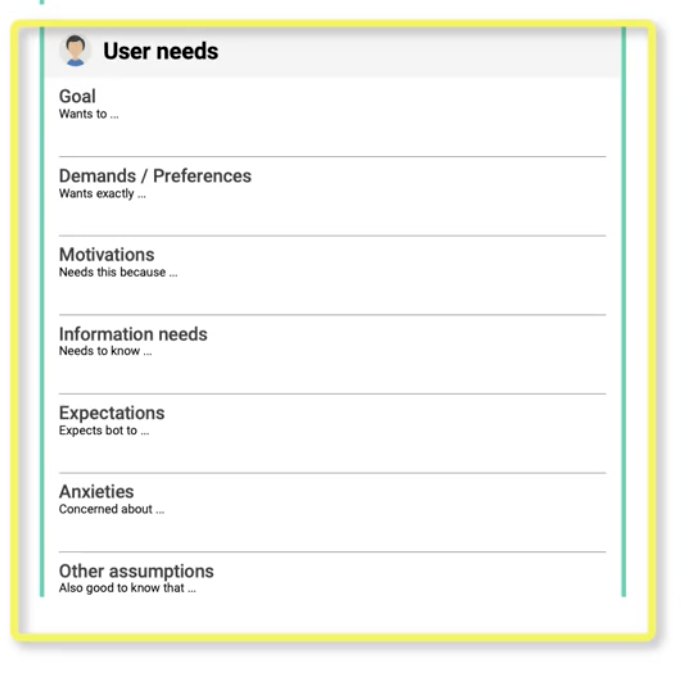 User needs
Goal
Wants to ...
Demands / Preferences
Wants exactly ...
Motivations
Needs this because ...
Information needs
Needs to know ...
Expectations
Expects bot to ...
Anxieties
Concerned about ...
Other assumptions
Also good to know that ...